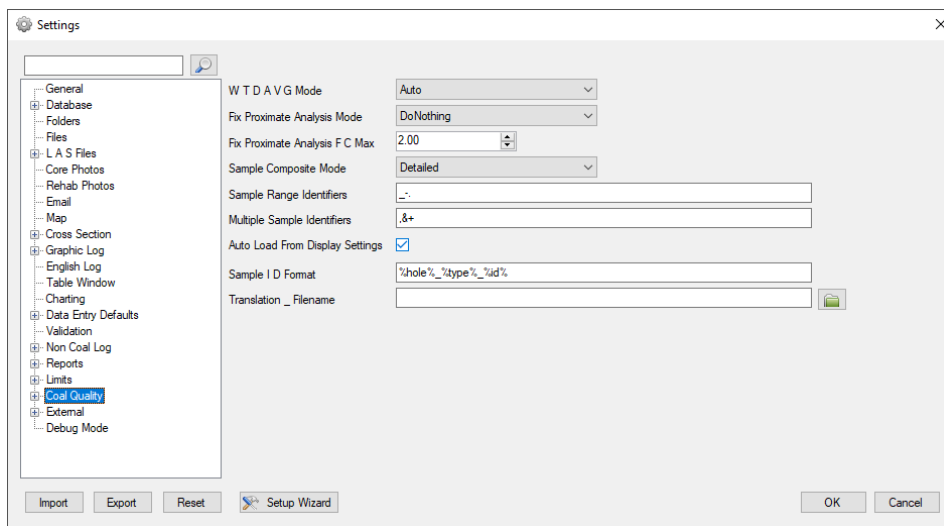 Settings
General
Database
Folders
Files
L A S Files
Core Photos
Rehab Photos
Email
Map
Cross Section
Graphic Log
English Log
Table Window
Charting
Data Entry Defaults
Validation
Non Coal Log
Reports
Limits
Coal Quality
External
Debug Mode
W T D A V G Mode Auto
Fix Proximate Analysis Mode DoNothing
Fix Proximate Analysis F C Max 2.00
Sample Composite Mode Detailed
Sample Range Identifiers _-.
Multiple Sample Identifiers ,&+
Auto Load From Display Settings
Sample I D Format %hole%_%type%_%id%
Translation _ Filename
Import Export Reset Setup Wizard OK Cancel